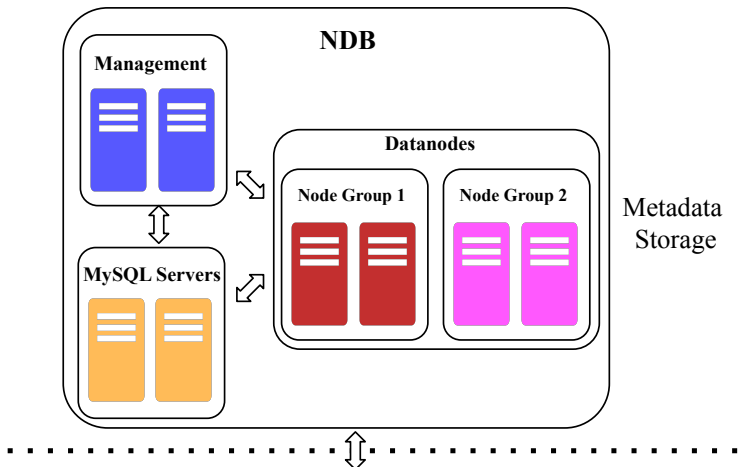 NDB
Management
Datanodes
Node Group 1
Node Group 2
Metadata
Storage
MySQL Servers